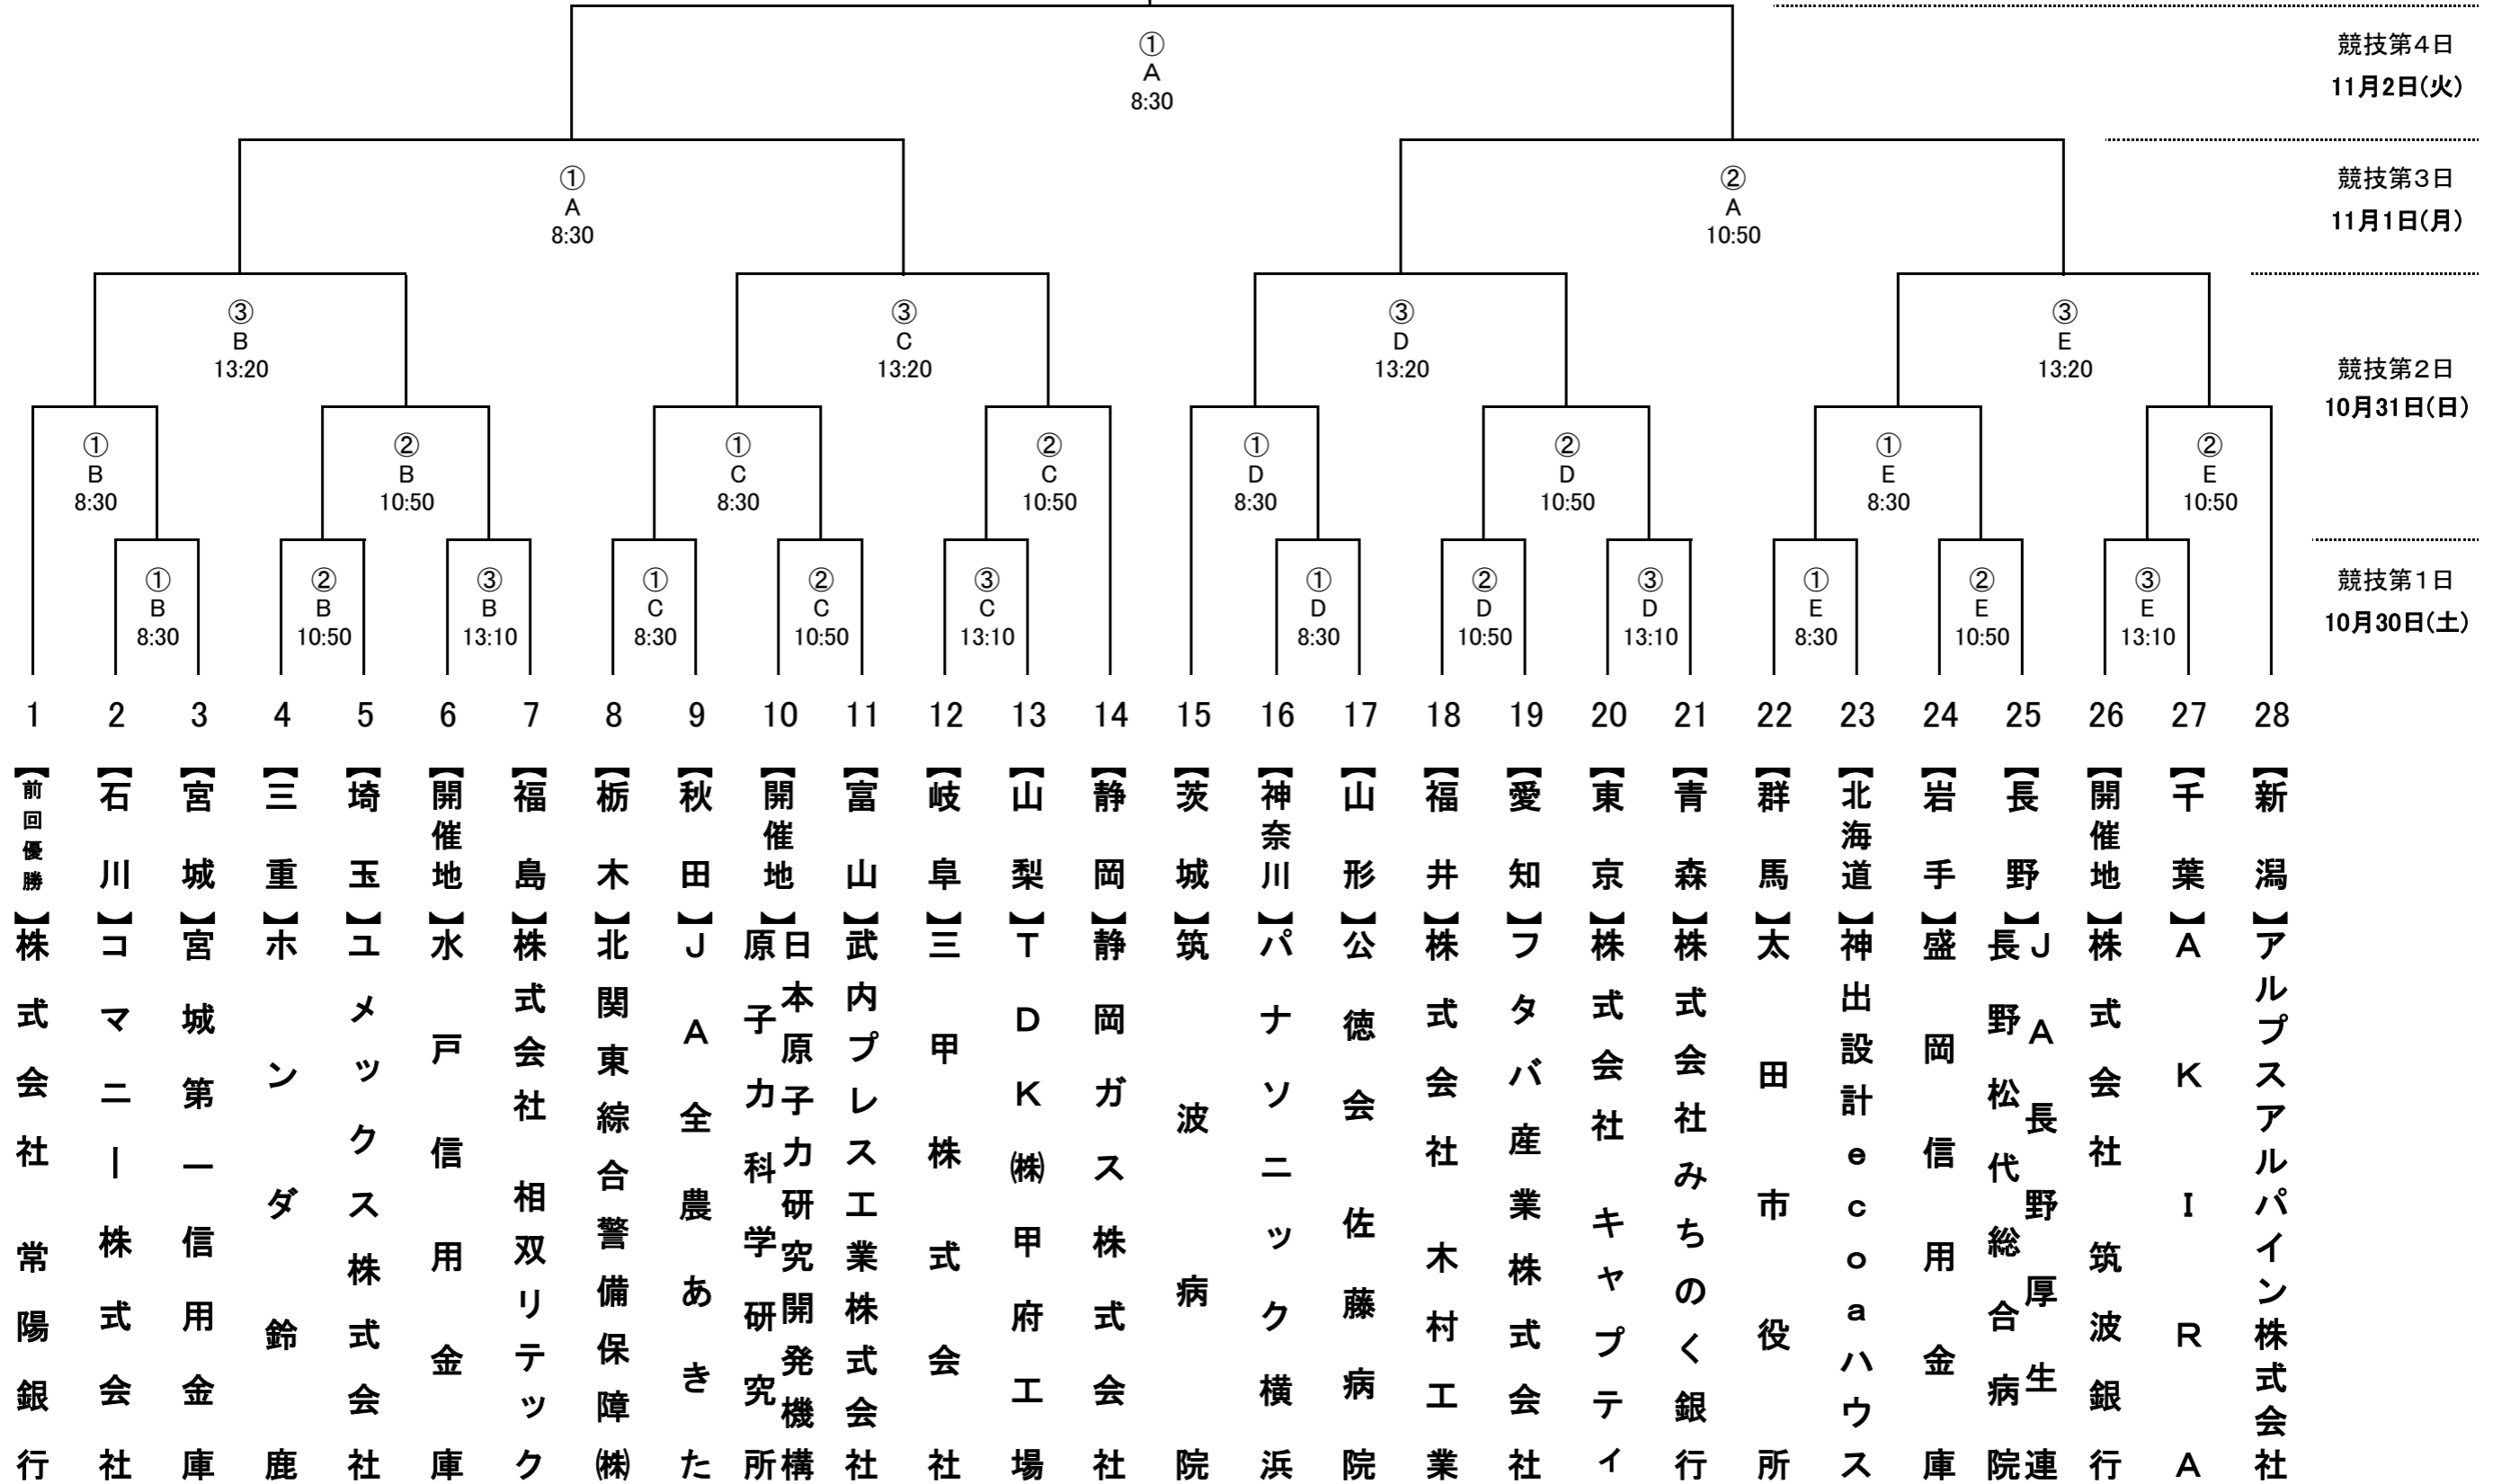 ①
A
8:30
競技第4日
11月2日(火)
①
A
8:30
②
A
10:50
競技第3日
11月1日(月)
③
B
13:20
③
C
13:20
③
D
13:20
③
E
13:20
競技第2日
10月31日(日)
①
B
8:30
②
B
10:50
①
C
8:30
②
C
10:50
①
D
8:30
②
D
10:50
①
E
8:30
②
E
10:50
①
B
8:30
②
B
10:50
③
B
13:10
①
C
8:30
②
C
10:50
③
C
13:10
①
D
8:30
②
D
10:50
③
D
13:10
①
E
8:30
②
E
10:50
③
E
13:10
競技第1日
10月30日(土)
1
【前回優勝】株式会社 常陽銀行
2
【石川】コマニー株式会社
3
【宮城】宮城第一信用金庫
4
【三重】ホンダ鈴鹿
5
【埼玉】ユメックス株式会社
6
【開催地】水戸信用金庫
7
【福島】株式会社 相双リテック
8
【栃木】北関東綜合警備保障㈱
9
【秋田】JA全農あきた
10
【開催地】日本原子力研究開発機構
原子力科学研究所
11
【富山】武内プレス工業株式会社
12
【岐阜】三甲株式会社
13
【山梨】TDK㈱甲府工場
14
【静岡】静岡ガス株式会社
15
【茨城】筑波病院
16
【神奈川】パナソニック横浜
17
【山形】公徳会 佐藤病院
18
【福井】株式会社 木村工業
19
【愛知】フタバ産業株式会社
20
【東京】株式会社 キャプティ
21
【青森】株式会社みちのく銀行
22
【群馬】太田市役所
23
【北海道】神出設計ecoaハウス
24
【岩手】盛岡信用金庫
25
【長野】JA長野厚生連
長野松代総合病院
26
【開催地】株式会社 筑波銀行
27
【千葉】AKIRA
28
【新潟】アルプスアルパイン株式会社